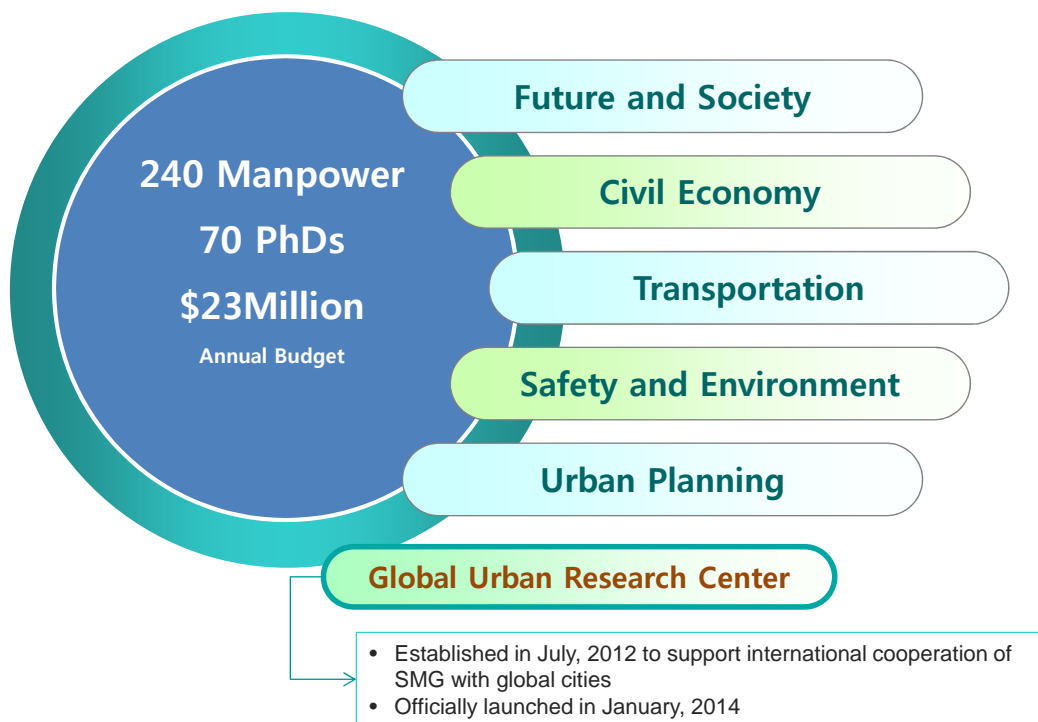 240 Manpower
70 PhDs
$23Million
Annual Budget
Future and Society
Civil Economy
Transportation
Safety and Environment
Urban Planning
Global Urban Research Center
• Established in July, 2012 to support international cooperation of
SMG with global cities
• Officially launched in January, 2014